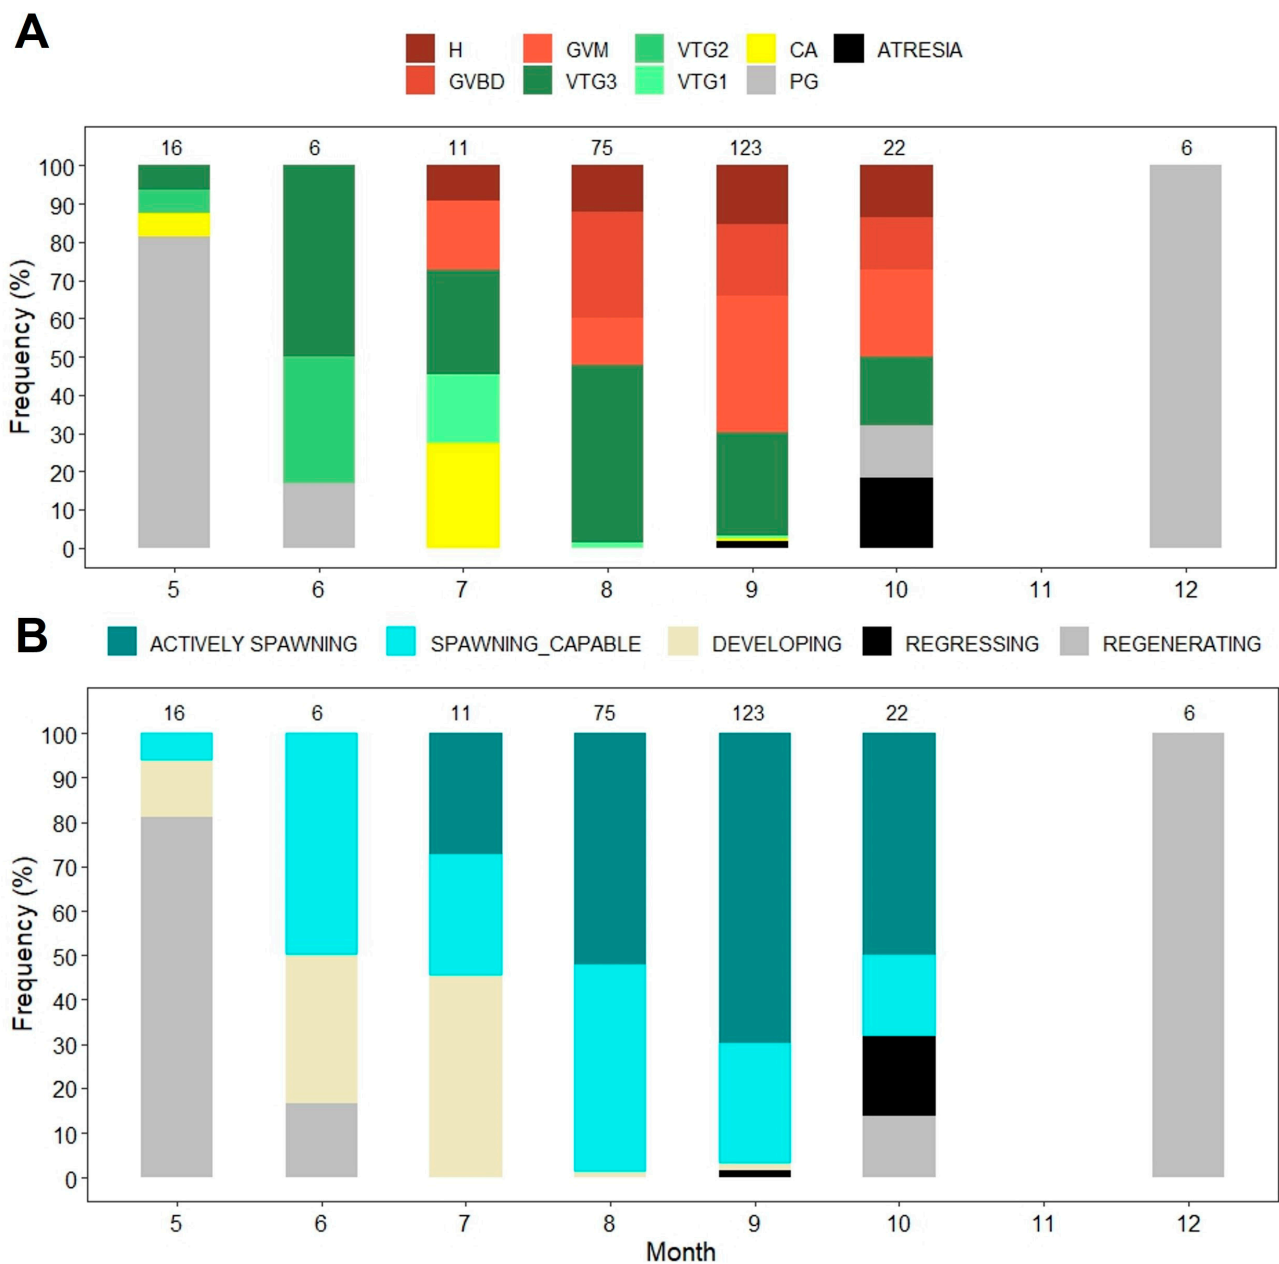 A
H GVM VTG2 CA ATRESIA
GVBD VTG3 VTG1 PG
16 6 11 75 123 22 6
100
90
80
70
60
50
40
30
20
10
0
Frequency (%)
5 6 7 8 9 10 11 12
B
ACTIVELY SPAWNING SPAWNING_CAPABLE DEVELOPING REGRESSING REGENERATING
16 6 11 75 123 22 6
100
90
80
70
60
50
40
30
20
10
0
Frequency (%)
5 6 7 8 9 10 11 12
Month